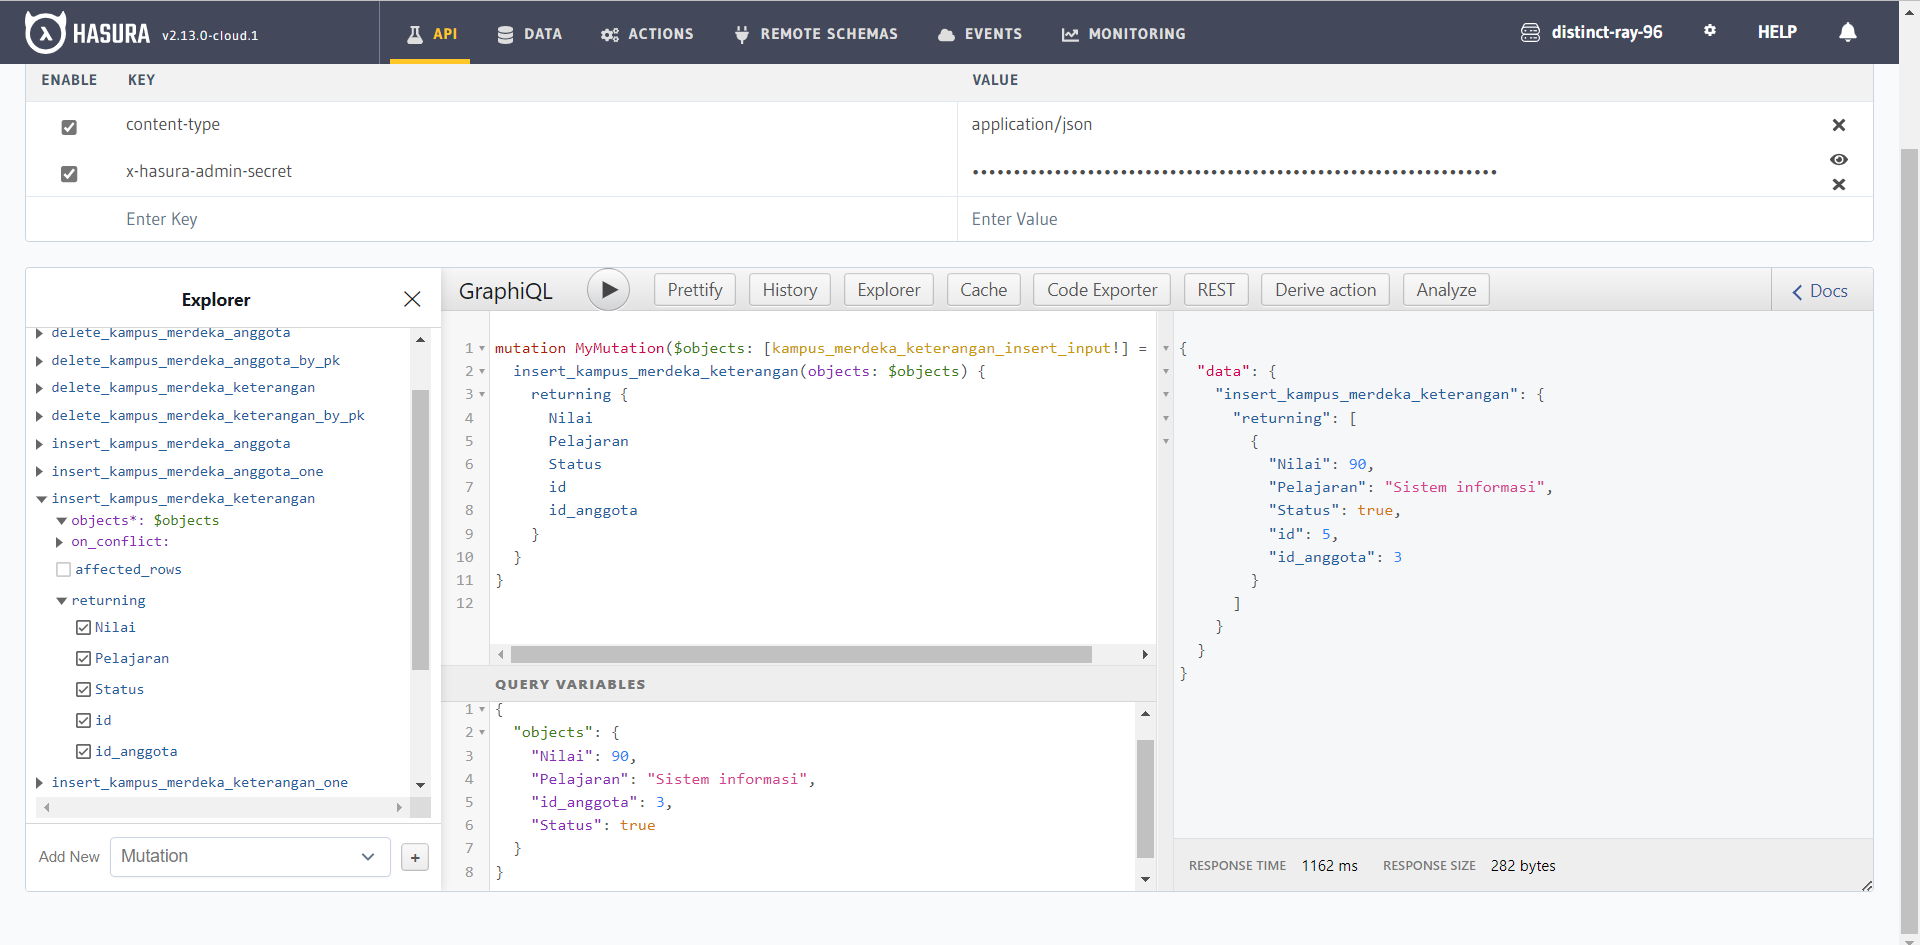 HASURA v2.13.0-cloud.1
API DATA ACTIONS REMOTE SCHEMAS EVENTS MONITORING distinct-ray-96 HELP
ENABLE KEY VALUE
content-type application/json
x-hasura-admin-secret ••••••••••••••••••••••••••••••••••••••••••••••••••••••••••••••••
Enter Key Enter Value
Explorer
delete_kampus_merdeka_anggota
delete_kampus_merdeka_anggota_by_pk
delete_kampus_merdeka_keterangan
delete_kampus_merdeka_keterangan_by_pk
insert_kampus_merdeka_anggota
insert_kampus_merdeka_anggota_one
insert_kampus_merdeka_keterangan
objects*: $objects
on_conflict:
affected_rows
returning
Nilai
Pelajaran
Status
id
id_anggota
insert_kampus_merdeka_keterangan_one
Add New Mutation +
GraphiQL Prettify History Explorer Cache Code Exporter REST Derive action Analyze Docs
1 mutation MyMutation($objects: [kampus_merdeka_keterangan_insert_input!] =
2 insert_kampus_merdeka_keterangan(objects: $objects) {
3 returning {
4 Nilai
5 Pelajaran
6 Status
7 id
8 id_anggota
9 }
10 }
11 }
12
QUERY VARIABLES
1 {
2 "objects": {
3 "Nilai": 90,
4 "Pelajaran": "Sistem informasi",
5 "id_anggota": 3,
6 "Status": true
7 }
8 }
{
"data": {
"insert_kampus_merdeka_keterangan": {
"returning": [
{
"Nilai": 90,
"Pelajaran": "Sistem informasi",
"Status": true,
"id": 5,
"id_anggota": 3
}
]
}
}
}
RESPONSE TIME 1162 ms RESPONSE SIZE 282 bytes